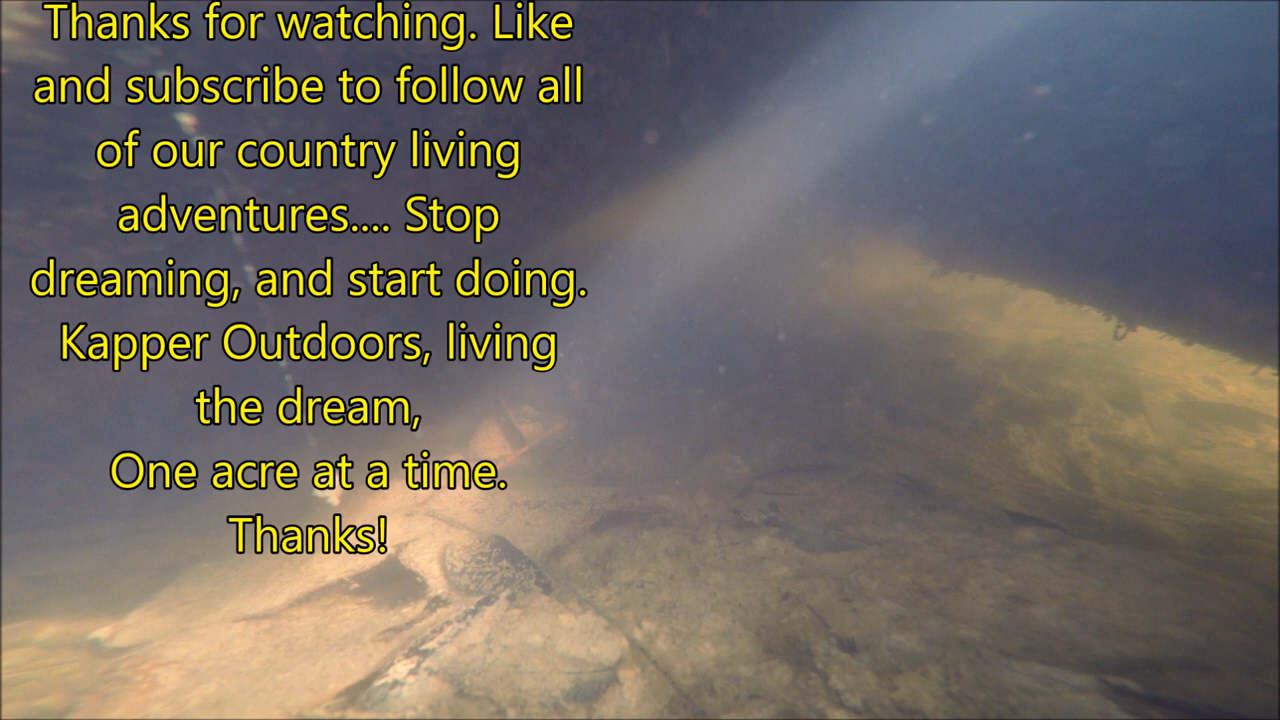 Thanks for watching. Like
and subscribe to follow all
of our country living
adventures.... Stop
dreaming, and start doing.
Kapper Outdoors, living
the dream,
One acre at a time.
Thanks!